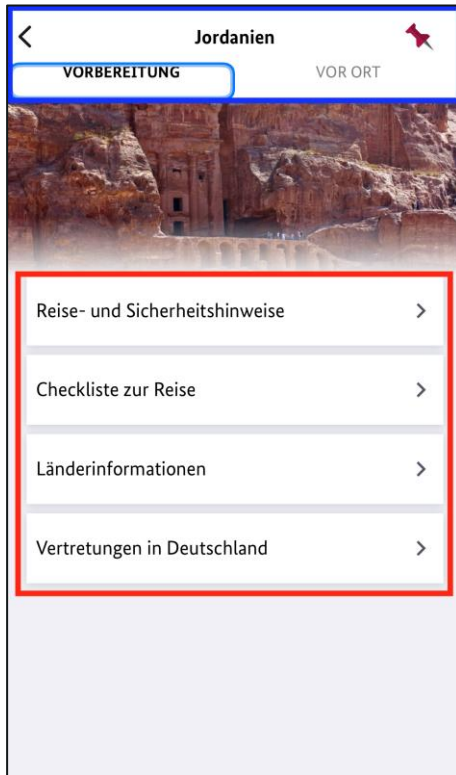 Jordanien
VORBEREITUNG VOR ORT
Reise- und Sicherheitshinweise
Checkliste zur Reise
Länderinformationen
Vertretungen in Deutschland